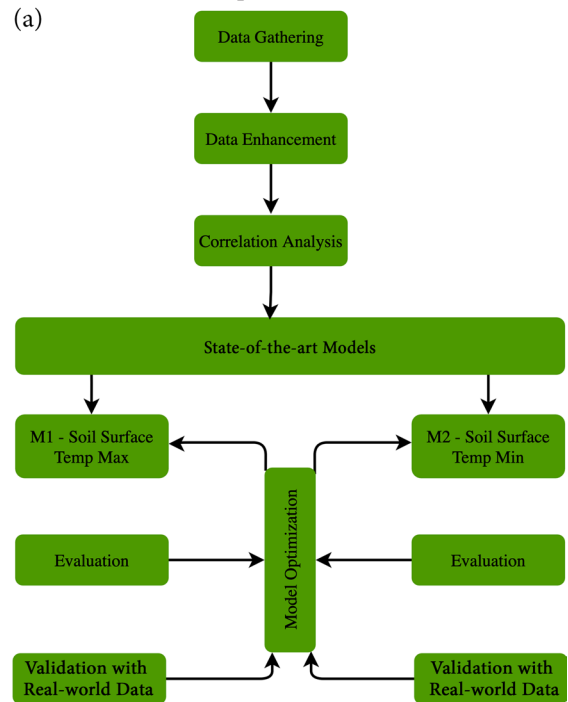 (a)
Data Gathering
Data Enhancement
Correlation Analysis
State-of-the-art Models
M1 - Soil Surface
Temp Max
M2 - Soil Surface
Temp Min
Model Optimization
Evaluation
Evaluation
Validation with
Real-world Data
Validation with
Real-world Data